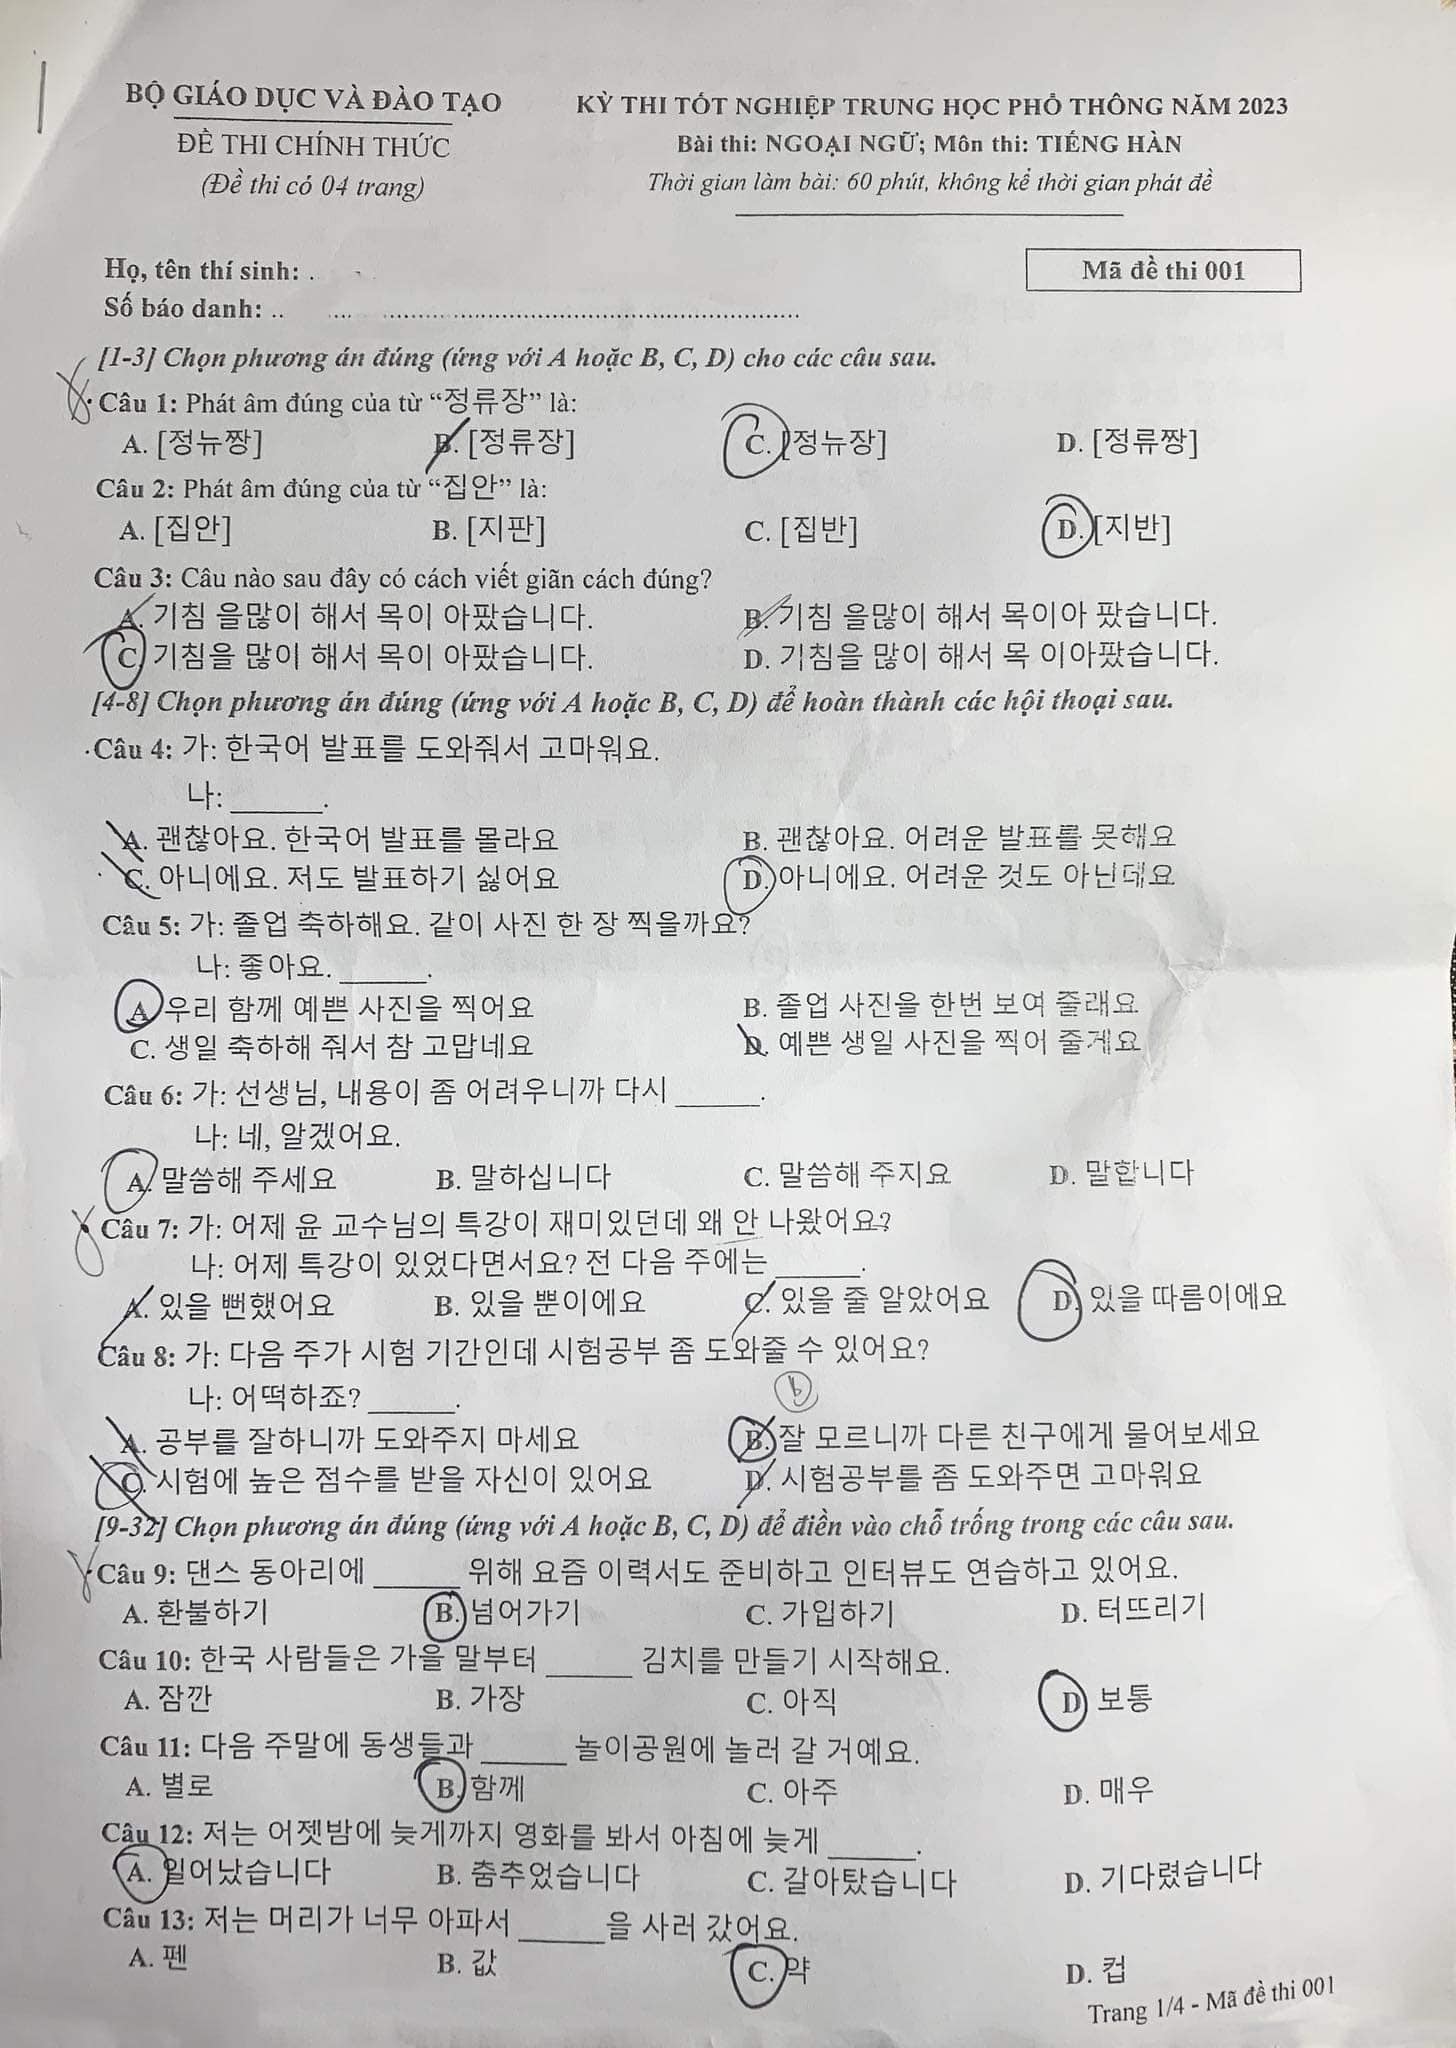 BỘ GIÁO DỤC VÀ ĐÀO TẠO
ĐỀ THI CHÍNH THỨC
(Đề thi có 04 trang)
KỲ THI TỐT NGHIỆP TRUNG HỌC PHỔ THÔNG NĂM 2023
Bài thi: NGOẠI NGỮ; Môn thi: TIẾNG HÀN
Thời gian làm bài: 60 phút, không kể thời gian phát đề
Họ, tên thí sinh:
Mã đề thi 001
Số báo danh:
[1-3] Chọn phương án đúng (ứng với A hoặc B, C, D) cho các câu sau.
Câu 1: Phát âm đúng của từ “정류장” là:
A. [정뉴짱] B. [정류장] C. [정뉴장] D. [정류짱]
Câu 2: Phát âm đúng của từ “집안” là:
A. [집안] B. [지판] C. [집반] D. [지반]
Câu 3: Câu nào sau đây có cách viết giãn cách đúng?
A. 기침 을많이 해서 목이 아팠습니다. B. 기침 을많이 해서 목이아 팠습니다.
C. 기침을 많이 해서 목이 아팠습니다. D. 기침을 많이 해서 목 이아팠습니다.
[4-8] Chọn phương án đúng (ứng với A hoặc B, C, D) để hoàn thành các hội thoại sau.
Câu 4: 가: 한국어 발표를 도와줘서 고마워요.
나: ______.
A. 괜찮아요. 한국어 발표를 몰라요 B. 괜찮아요. 어려운 발표를 못해요
C. 아니에요. 저도 발표하기 싫어요 D. 아니에요. 어려운 것도 아닌데요
Câu 5: 가: 졸업 축하해요. 같이 사진 한 장 찍을까요?
나: 좋아요. ______.
A. 우리 함께 예쁜 사진을 찍어요 B. 졸업 사진을 한번 보여 줄래요
C. 생일 축하해 줘서 참 고맙네요 D. 예쁜 생일 사진을 찍어 줄게요
Câu 6: 가: 선생님, 내용이 좀 어려우니까 다시 ______.
나: 네, 알겠어요.
A. 말씀해 주세요 B. 말하십니다 C. 말씀해 주지요 D. 말합니다
Câu 7: 가: 어제 윤 교수님의 특강이 재미있던데 왜 안 나왔어요?
나: 어제 특강이 있었다면서요? 전 다음 주에는 ______.
A. 있을 뻔했어요 B. 있을 뿐이에요 C. 있을 줄 알았어요 D. 있을 따름이에요
Câu 8: 가: 다음 주가 시험 기간인데 시험공부 좀 도와줄 수 있어요?
나: 어떡하죠? ______.
b
A. 공부를 잘하니까 도와주지 마세요 B. 잘 모르니까 다른 친구에게 물어보세요
C. 시험에 높은 점수를 받을 자신이 있어요 D. 시험공부를 좀 도와주면 고마워요
[9-32] Chọn phương án đúng (ứng với A hoặc B, C, D) để điền vào chỗ trống trong các câu sau.
Câu 9: 댄스 동아리에 ______ 위해 요즘 이력서도 준비하고 인터뷰도 연습하고 있어요.
A. 환불하기 B. 넘어가기 C. 가입하기 D. 터뜨리기
Câu 10: 한국 사람들은 가을 말부터 ______ 김치를 만들기 시작해요.
A. 잠깐 B. 가장 C. 아직 D. 보통
Câu 11: 다음 주말에 동생들과 ______ 놀이공원에 놀러 갈 거예요.
A. 별로 B. 함께 C. 아주 D. 매우
Câu 12: 저는 어젯밤에 늦게까지 영화를 봐서 아침에 늦게 ______.
A. 일어났습니다 B. 춤추었습니다 C. 갈아탔습니다 D. 기다렸습니다
Câu 13: 저는 머리가 너무 아파서 ______을 사러 갔어요.
A. 펜 B. 값 C. 약 D. 컵
Trang 1/4 - Mã đề thi 001